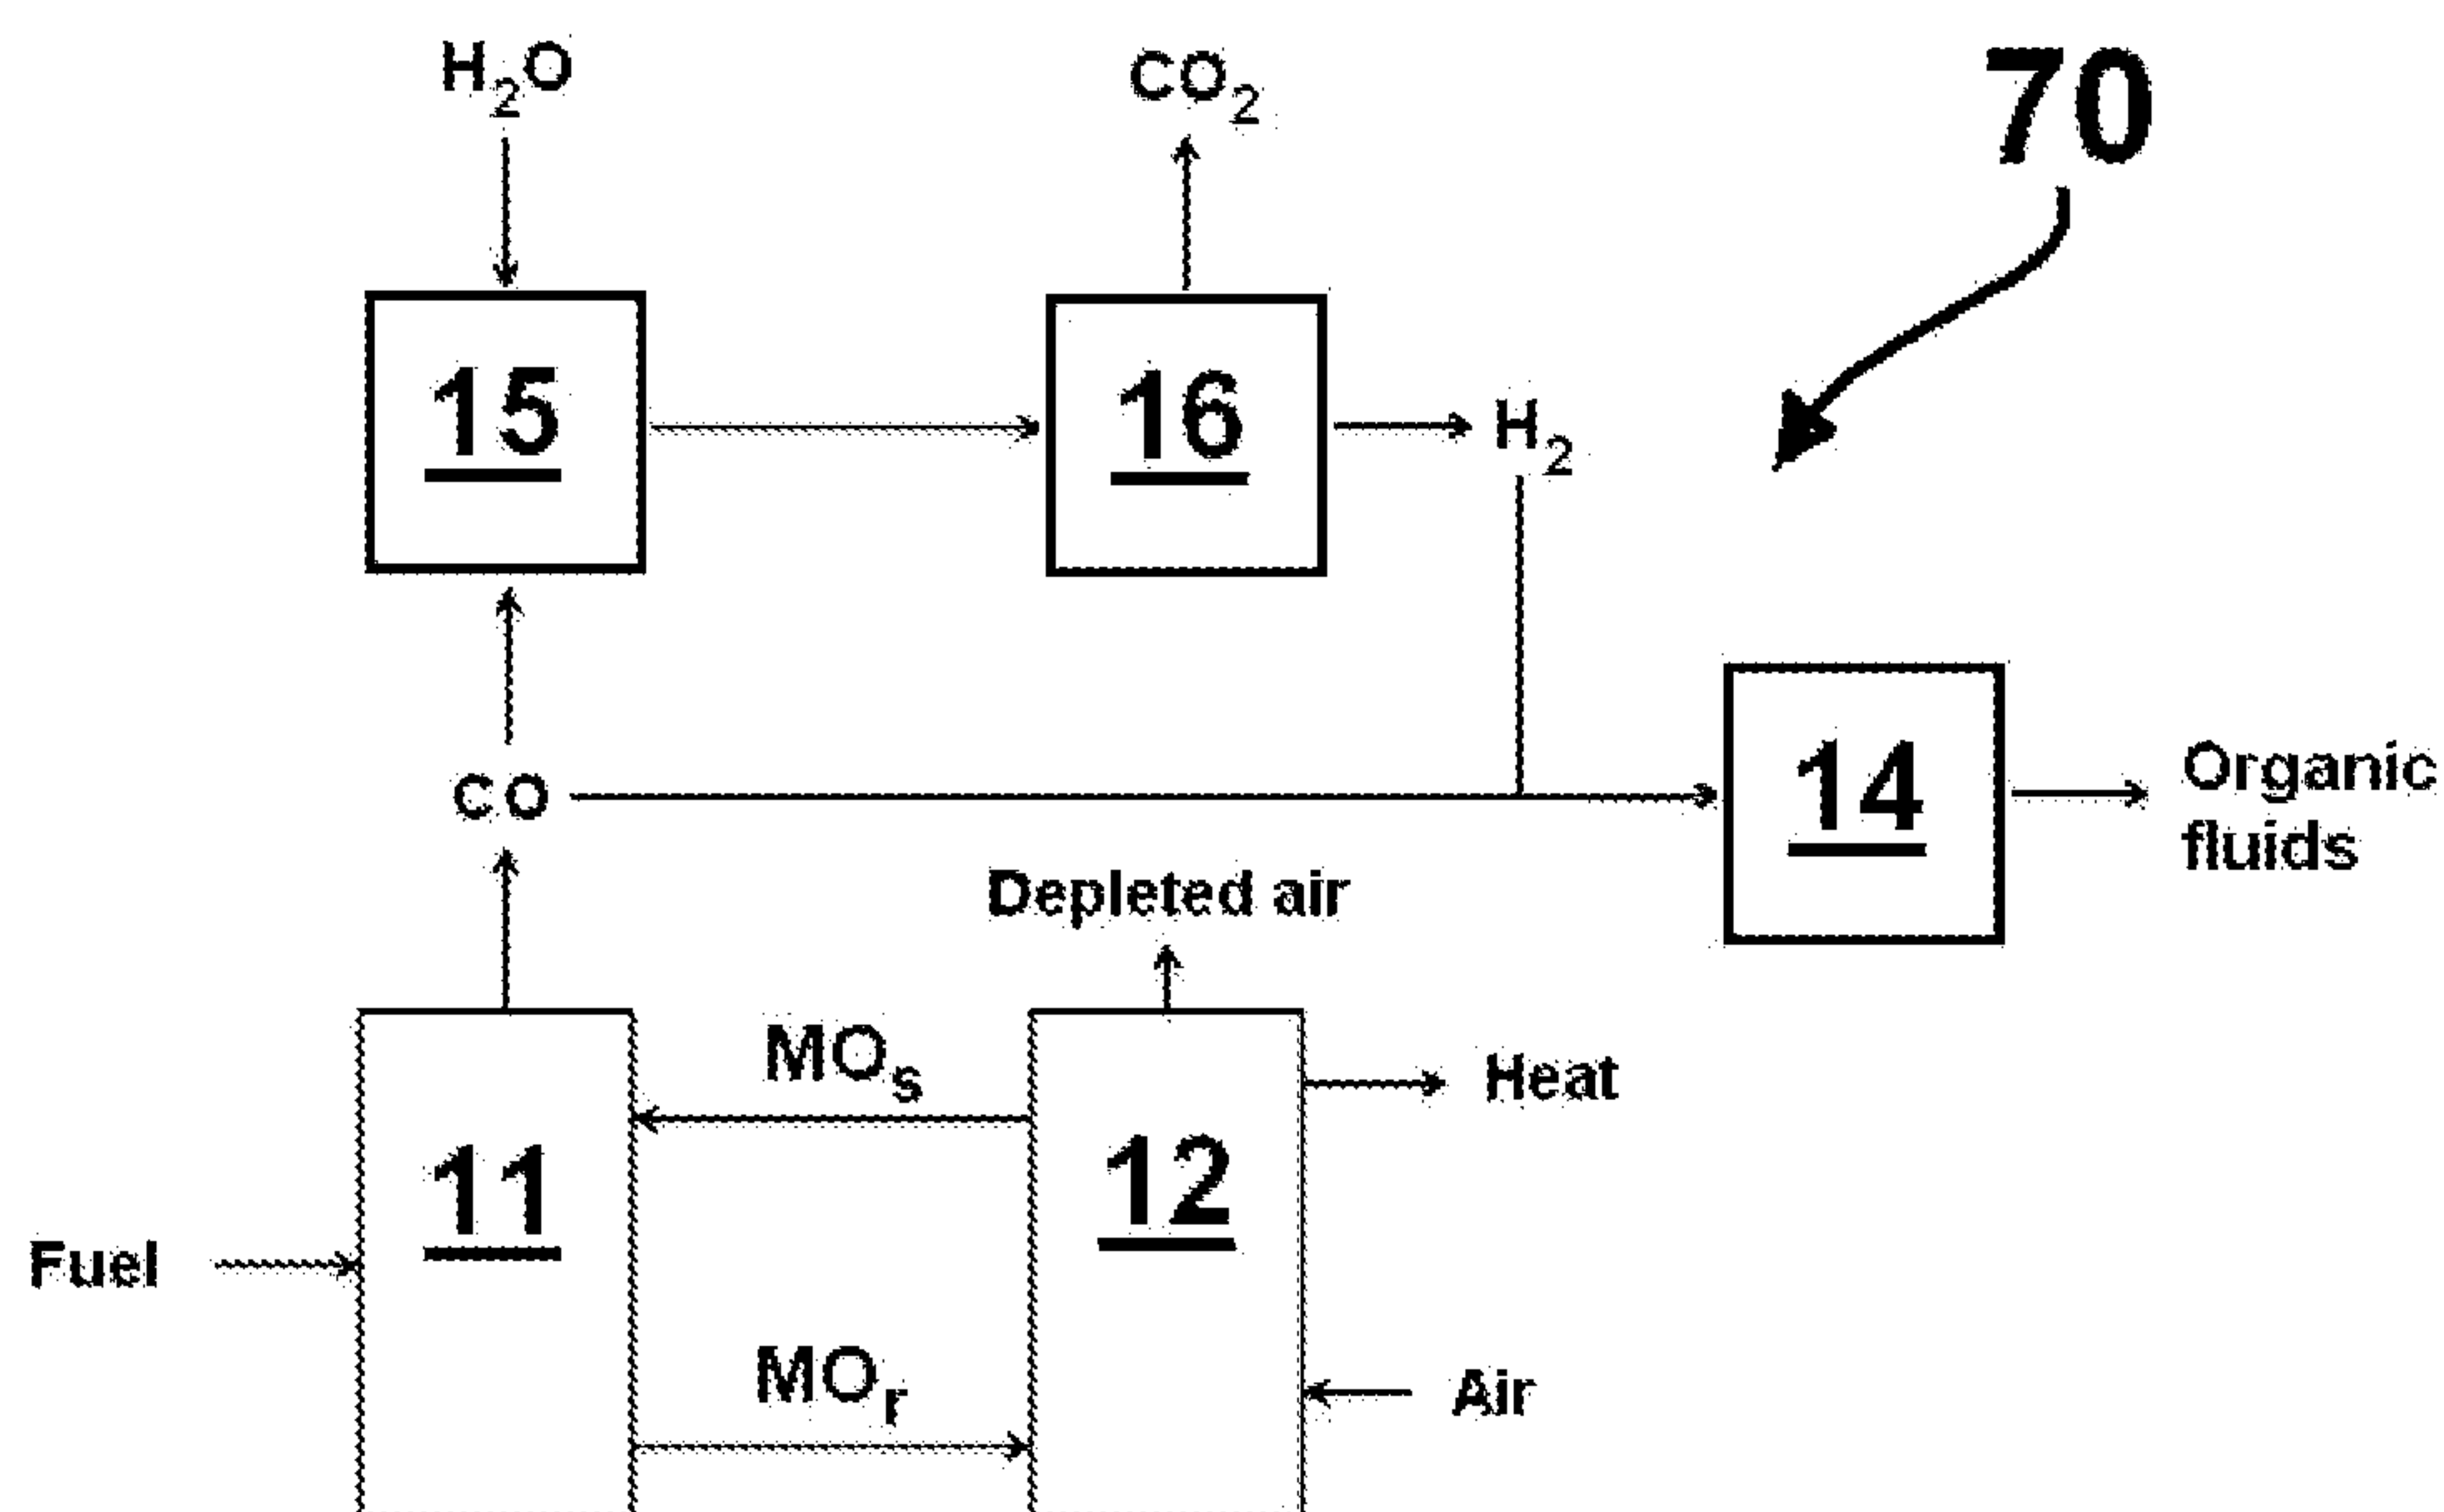 H₂O
CO₂
70
15
16
H₂
CO
14
Organic
fluids
Depleted air
MOₛ
Heat
11
12
Fuel
MOᵣ
Air